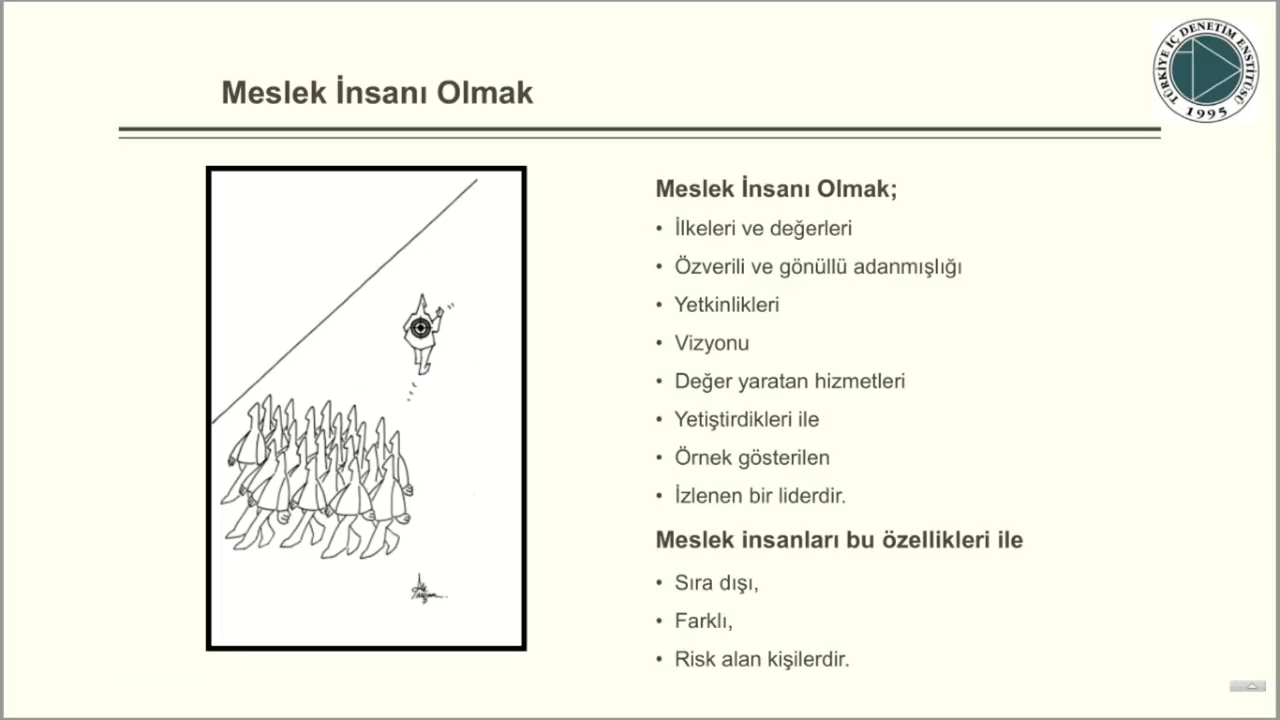 TÜRKİYE İÇ DENETİM ENSTİTÜSÜ
1995
Meslek İnsanı Olmak
Meslek İnsanı Olmak;
• İlkeleri ve değerleri
• Özverili ve gönüllü adanmışlığı
• Yetkinlikleri
• Vizyonu
• Değer yaratan hizmetleri
• Yetiştirdikleri ile
• Örnek gösterilen
• İzlenen bir liderdir.
Meslek insanları bu özellikleri ile
• Sıra dışı,
• Farklı,
• Risk alan kişilerdir.